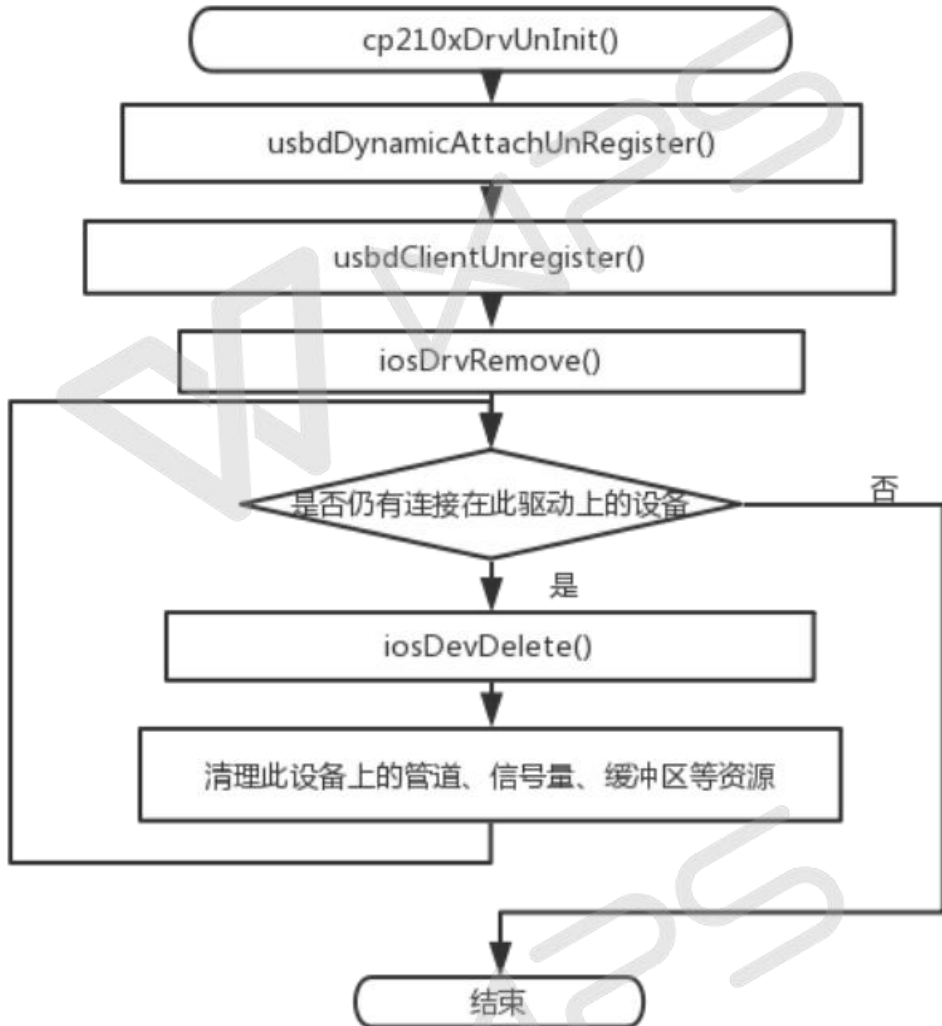 cp210xDrvUnInit()
usbdDynamicAttachUnRegister()
usbdClientUnregister()
iosDrvRemove()
是否仍有连接在此驱动上的设备
否
是
iosDevDelete()
清理此设备上的管道、信号量、缓冲区等资源
结束
WPS
WPS